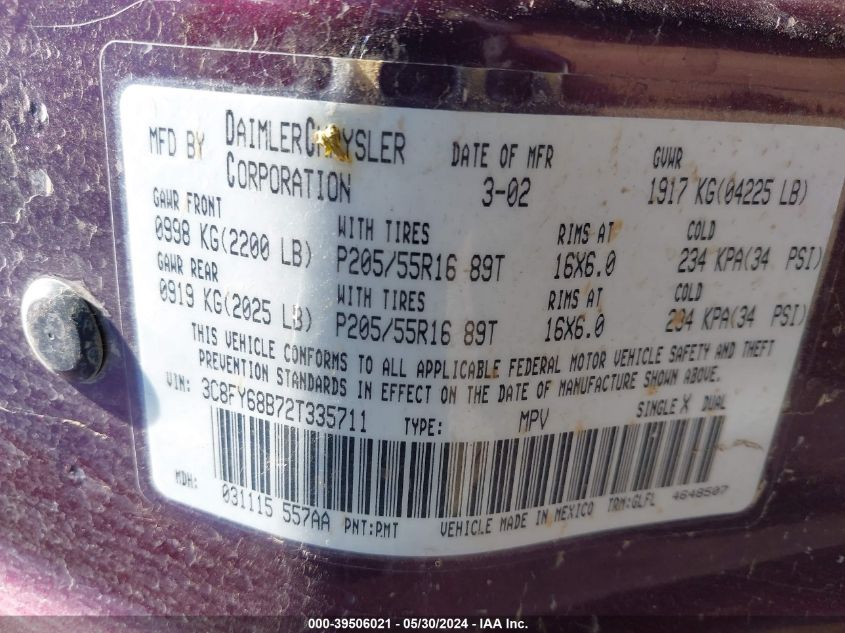 MFD BY DAIMLERCHRYSLER CORPORATION DATE OF MFR 3-02 GVWR 1917 KG(04225 LB)
GAWR FRONT WITH TIRES RIMS AT COLD
0998 KG(2200 LB) P205/55R16 89T 16X6.0 234 KPA(34 PSI)
GAWR REAR WITH TIRES RIMS AT COLD
0919 KG(2025 LB) P205/55R16 89T 16X6.0 234 KPA(34 PSI)
THIS VEHICLE CONFORMS TO ALL APPLICABLE FEDERAL MOTOR VEHICLE SAFETY AND THEFT
PREVENTION STANDARDS IN EFFECT ON THE DATE OF MANUFACTURE SHOWN ABOVE.
VIN: 3C8FY68B72T335711 TYPE: MPV SINGLE X DUAL
MDH: 031115 557AA PNT:PMT VEHICLE MADE IN MEXICO TRM:GLFL 4648507
000-39506021 / 05/30/2024 - IAA Inc.